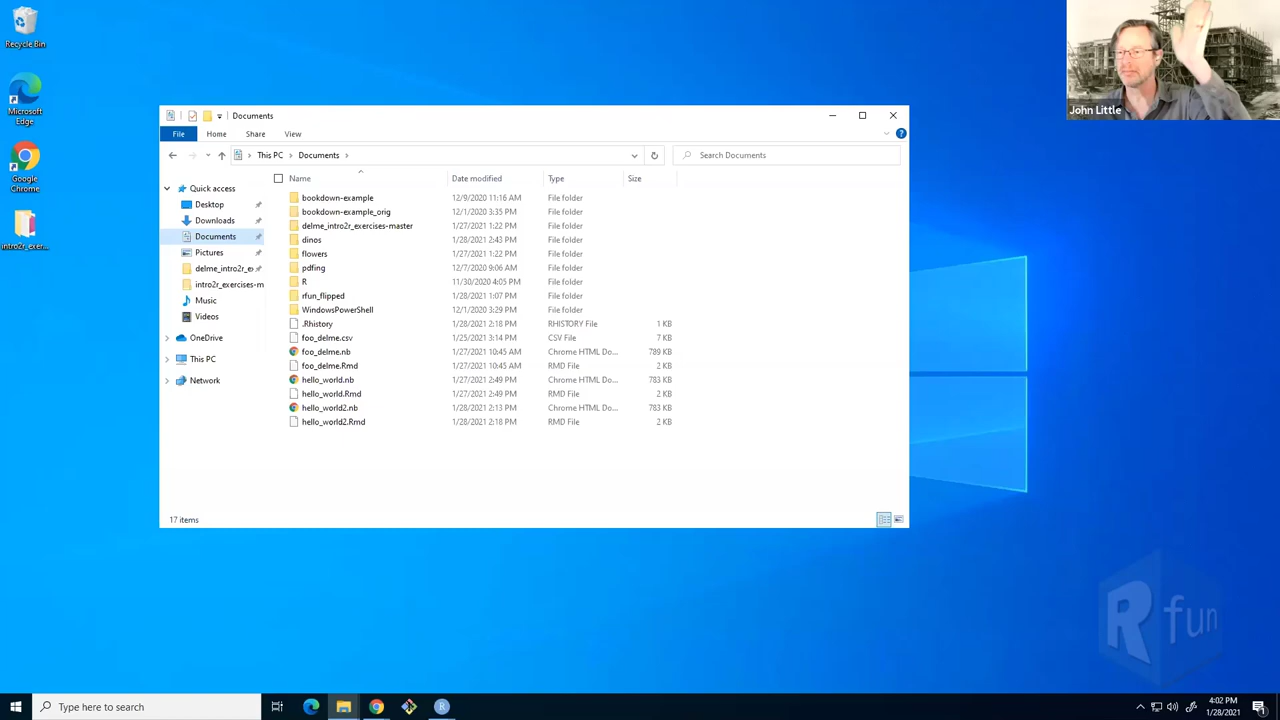 Recycle Bin
Microsoft
Edge
Google
Chrome
intro2r_exer...
John Little
Documents
File
Home
Share
View
This PC
Documents
Search Documents
Quick access
Desktop
Downloads
Documents
Pictures
delme_intro2r_e
intro2r_exercises-m
Music
Videos
OneDrive
This PC
Network
Name Date modified Type Size
bookdown-example 12/9/2020 11:16 AM File folder
bookdown-example_orig 12/1/2020 3:35 PM File folder
delme_intro2r_exercises-master 1/27/2021 1:22 PM File folder
dinos 1/28/2021 2:43 PM File folder
flowers 1/27/2021 1:22 PM File folder
pdfing 12/7/2020 9:06 AM File folder
R 11/30/2020 4:05 PM File folder
rfun_flipped 1/28/2021 1:07 PM File folder
WindowsPowerShell 12/1/2020 3:29 PM File folder
.Rhistory 1/28/2021 2:18 PM RHISTORY File 1 KB
foo_delme.csv 1/25/2021 3:14 PM CSV File 7 KB
foo_delme.nb 1/27/2021 10:45 AM Chrome HTML Do... 789 KB
foo_delme.Rmd 1/27/2021 10:45 AM RMD File 2 KB
hello_world.nb 1/27/2021 2:49 PM Chrome HTML Do... 783 KB
hello_world.Rmd 1/27/2021 2:49 PM RMD File 2 KB
hello_world2.nb 1/28/2021 2:13 PM Chrome HTML Do... 783 KB
hello_world2.Rmd 1/28/2021 2:18 PM RMD File 2 KB
17 items
R fun
Type here to search
R
4:02 PM
1/28/2021
1